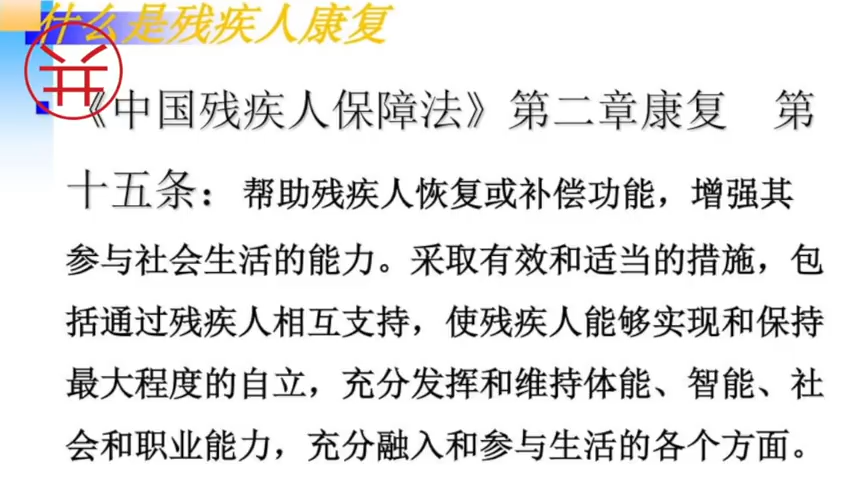 什么是残疾人康复
《中国残疾人保障法》第二章康复 第
十五条：帮助残疾人恢复或补偿功能，增强其
参与社会生活的能力。采取有效和适当的措施，包
括通过残疾人相互支持，使残疾人能够实现和保持
最大程度的自立，充分发挥和维持体能、智能、社
会和职业能力，充分融入和参与生活的各个方面。